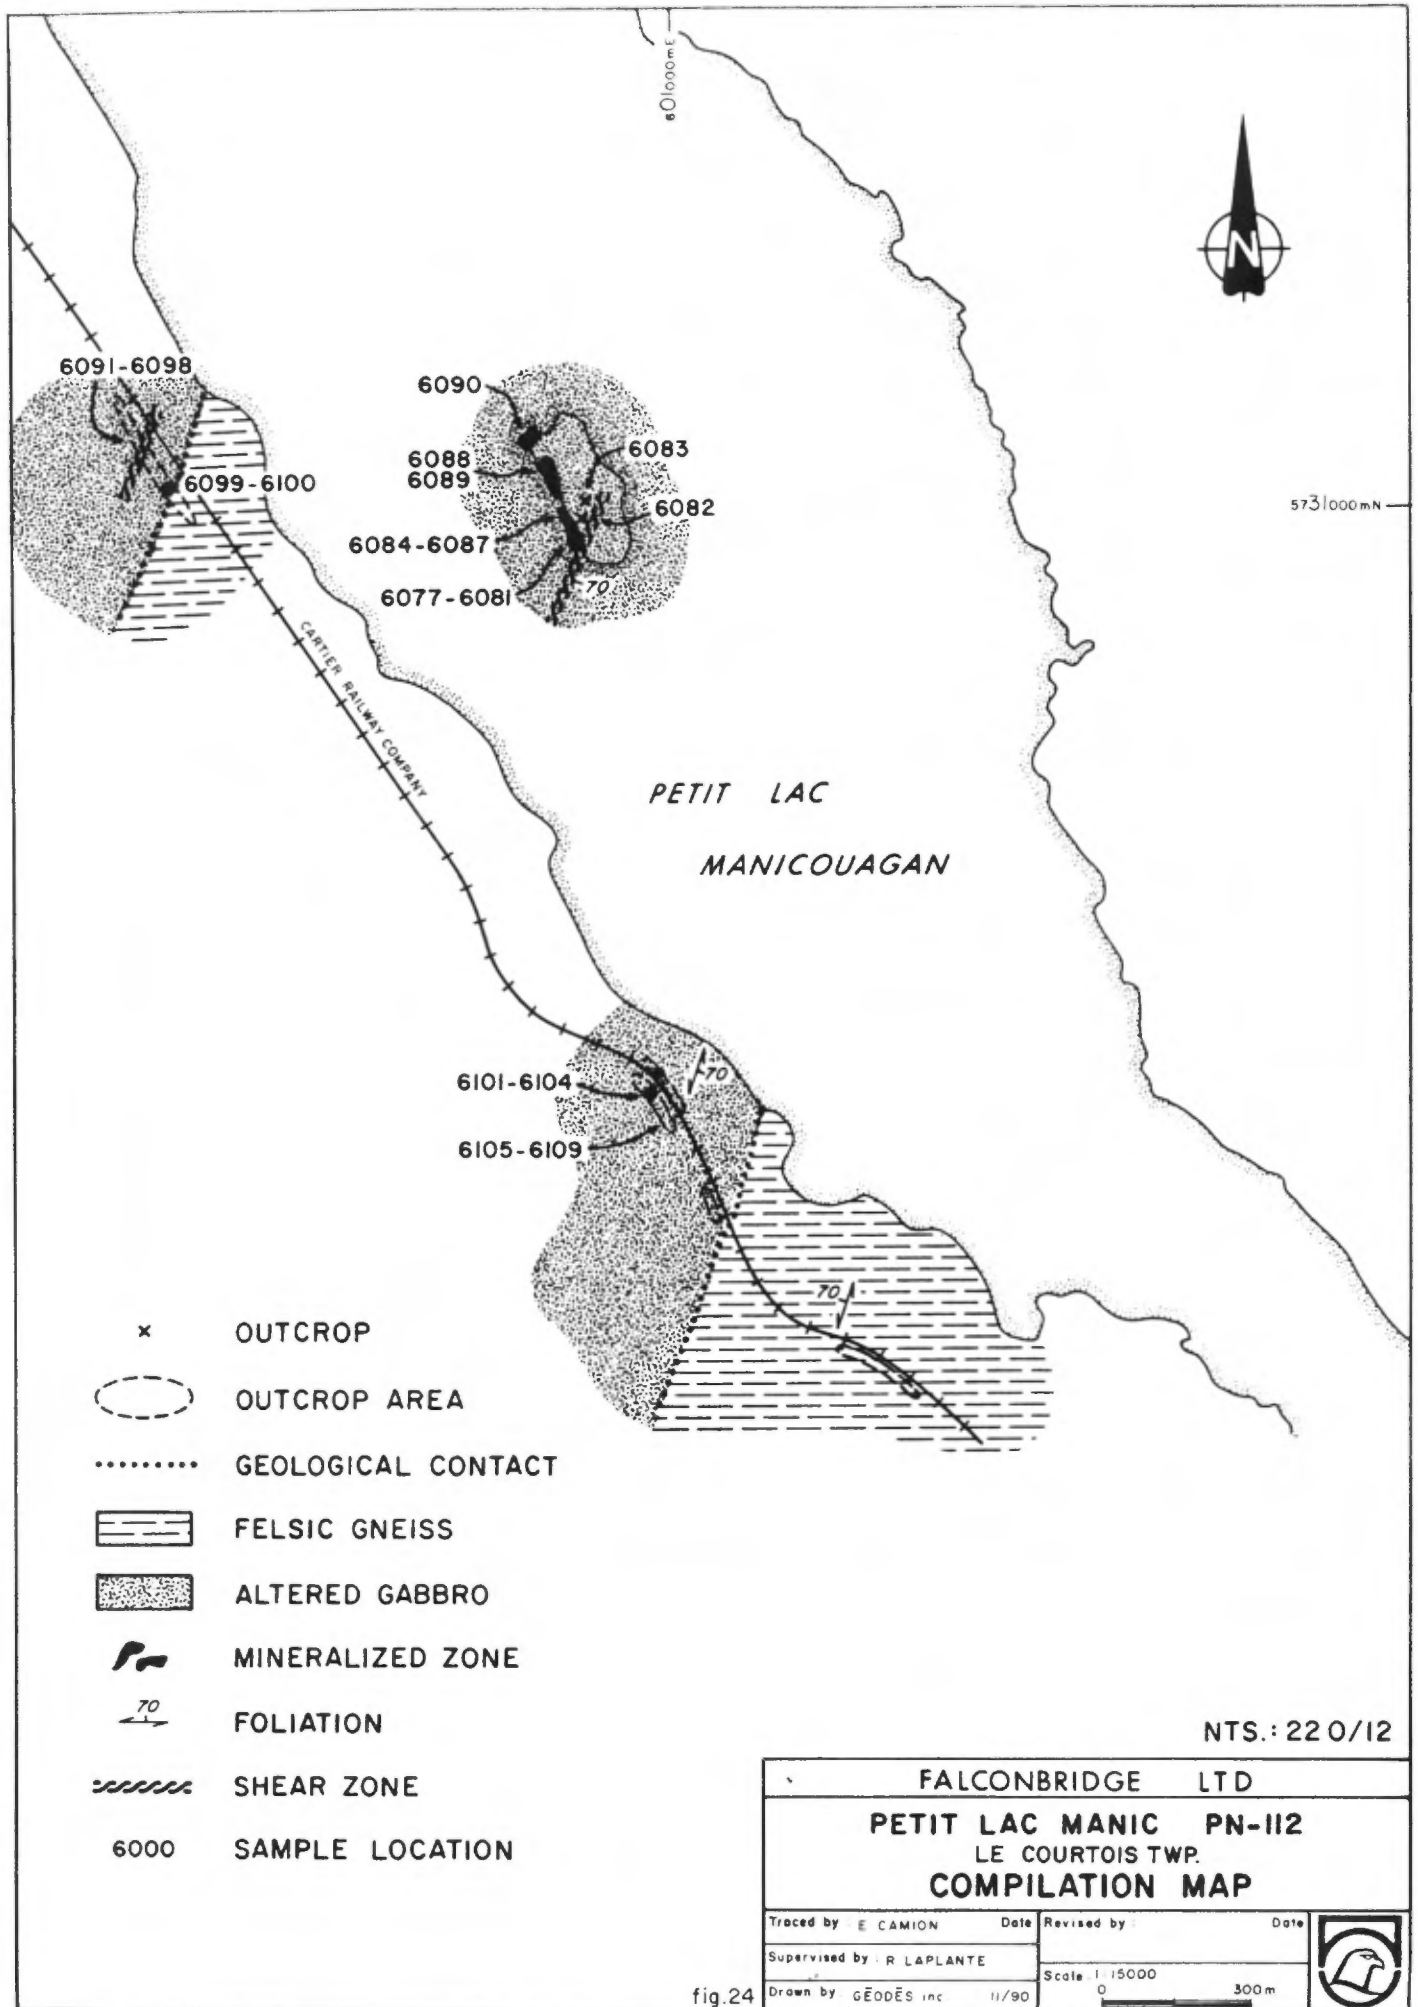 601000mE
N
6091-6098
6090
6088
6089
6083
6099-6100
6082
5731000mN
6084-6087
6077-6081
70
CARTIER RAILWAY COMPANY
PETIT LAC
MANICOUAGAN
6101-6104
70
6105-6109
70
x OUTCROP
OUTCROP AREA
GEOLOGICAL CONTACT
FELSIC GNEISS
ALTERED GABBRO
MINERALIZED ZONE
70 FOLIATION
SHEAR ZONE
6000 SAMPLE LOCATION
NTS.: 22 O/12
FALCONBRIDGE LTD
PETIT LAC MANIC PN-112
LE COURTOIS TWP.
COMPILATION MAP
Traced by E CAMION Date
Revised by: Date
Supervised by: R LAPLANTE
Scale 1:15000
0 300m
Drawn by GÉODÈS inc 11/90
fig.24